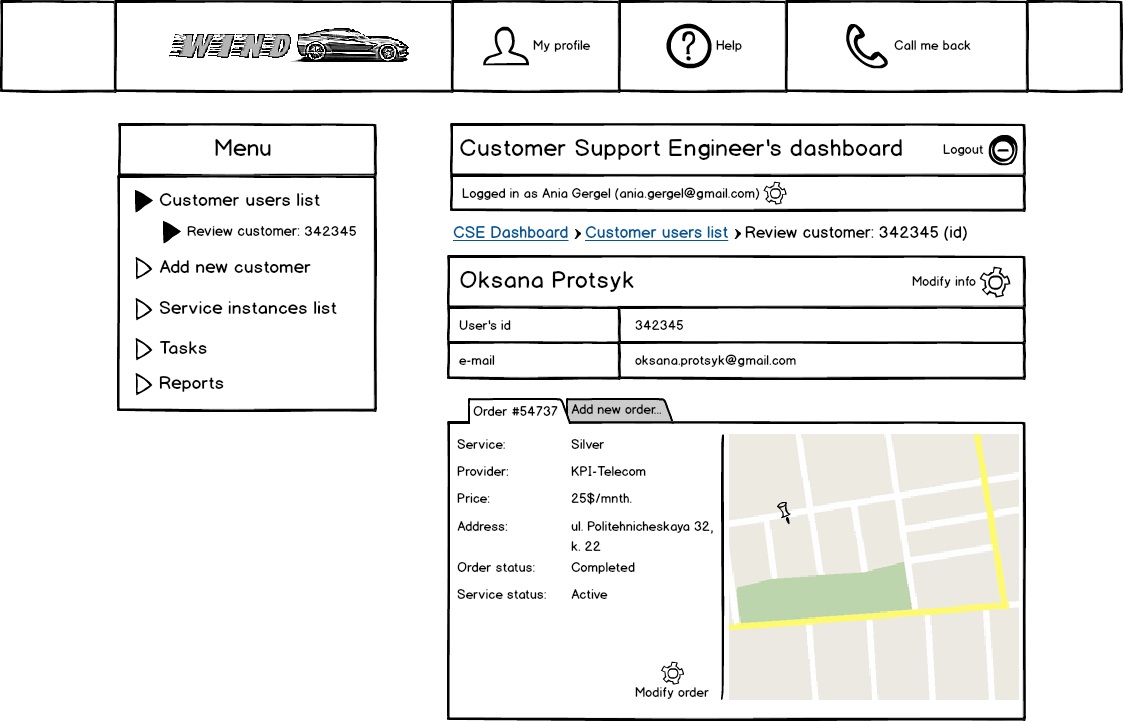 WIND
My profile
Help
Call me back
Menu
Customer users list
Review customer: 342345
Add new customer
Service instances list
Tasks
Reports
Customer Support Engineer's dashboard
Logout
Logged in as Ania Gergel (ania.gergel@gmail.com)
CSE Dashboard › Customer users list › Review customer: 342345 (id)
Oksana Protsyk
Modify info
User's id 342345
e-mail oksana.protsyk@gmail.com
Order #54737
Add new order...
Service: Silver
Provider: KPI-Telecom
Price: 25$/mnth.
Address: ul. Politehnicheskaya 32,
k. 22
Order status: Completed
Service status: Active
Modify order